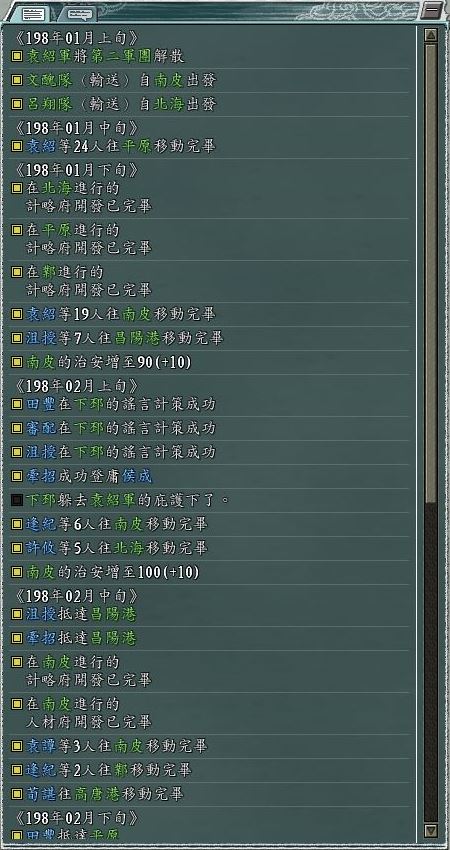 《198年01月上旬》
袁紹軍將第二軍團解散
文醜隊（輸送）自南皮出發
呂翔隊（輸送）自北海出發
《198年01月中旬》
袁紹等24人往平原移動完畢
《198年01月下旬》
在北海進行的
計略府開發已完畢
在平原進行的
計略府開發已完畢
在鄴進行的
計略府開發已完畢
袁紹等19人往南皮移動完畢
沮授等7人往昌陽港移動完畢
南皮的治安增至90(+10)
《198年02月上旬》
田豐在下邳的謠言計策成功
審配在下邳的謠言計策成功
沮授在下邳的謠言計策成功
牽招成功登庸侯成
下邳躲去袁紹軍的庇護下了。
逢紀等6人往南皮移動完畢
許攸等5人往北海移動完畢
南皮的治安增至100(+10)
《198年02月中旬》
沮授抵達昌陽港
牽招抵達昌陽港
在南皮進行的
計略府開發已完畢
在南皮進行的
人材府開發已完畢
袁譚等3人往南皮移動完畢
逢紀等2人往鄴移動完畢
荀諶往高唐港移動完畢
《198年02月下旬》
田豐抵達平原